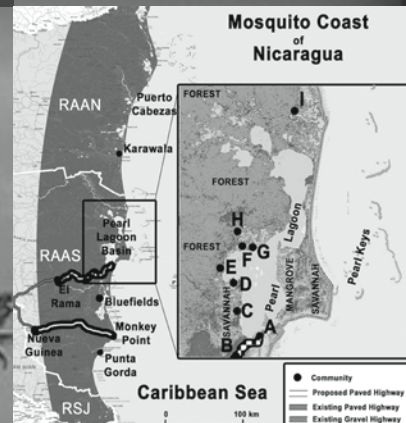 Mosquito Coast
of
Nicaragua
RAAN
Puerto
Cabezas
Karawala
RAAS
Pearl
Lagoon
Basin
El
Rama
Bluefields
Nueva
Guinea
Monkey
Point
Punta
Gorda
RSJ
Caribbean Sea
0 100 km
FOREST
I
FOREST
H
FOREST
F
G
E
D
C
B
A
SAVANNAH
Pearl
Lagoon
MANGROVE
SAVANNAH
Pearl Keys
Community
Proposed Paved Highway
Existing Paved Highway
Existing Gravel Highway